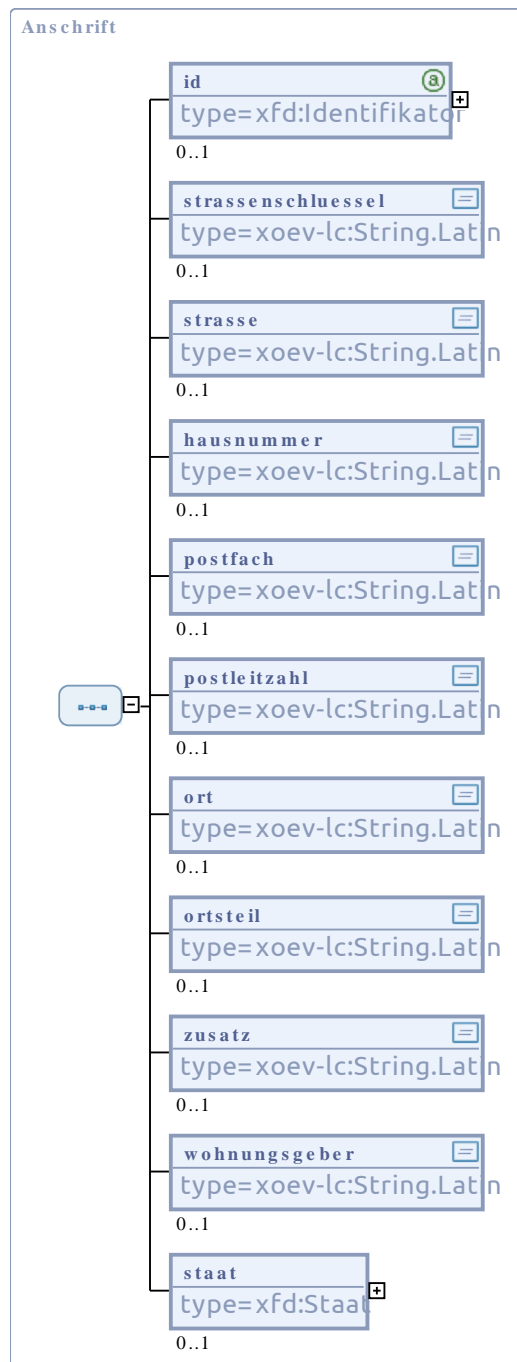 Anschrift
id
type=xfd:Identifikator
0..1
strassenschluessel
type=xoev-lc:String.Latin
0..1
strasse
type=xoev-lc:String.Latin
0..1
hausnummer
type=xoev-lc:String.Latin
0..1
postfach
type=xoev-lc:String.Latin
0..1
postleitzahl
type=xoev-lc:String.Latin
0..1
ort
type=xoev-lc:String.Latin
0..1
ortsteil
type=xoev-lc:String.Latin
0..1
zusatz
type=xoev-lc:String.Latin
0..1
wohnungsgeber
type=xoev-lc:String.Latin
0..1
staat
type=xfd:Staat
0..1